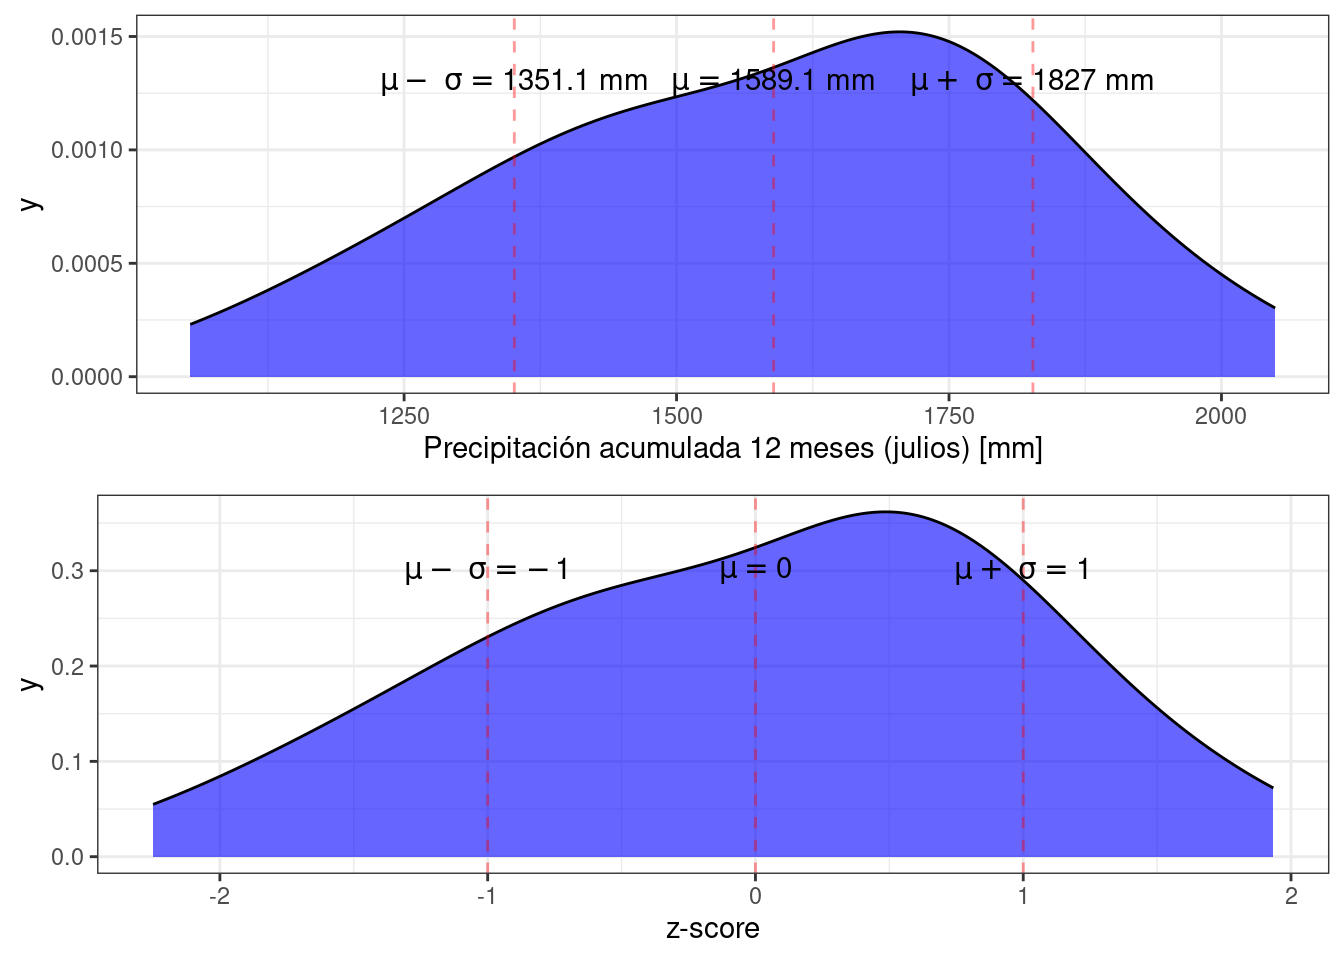 0.0015
μ − σ = 1351.1 mm μ = 1589.1 mm μ + σ = 1827 mm
0.0010
y
0.0005
0.0000
1250 1500 1750 2000
Precipitación acumulada 12 meses (julios) [mm]
0.3
μ − σ = − 1 μ = 0 μ + σ = 1
0.2
y
0.1
0.0
-2 -1 0 1 2
z-score